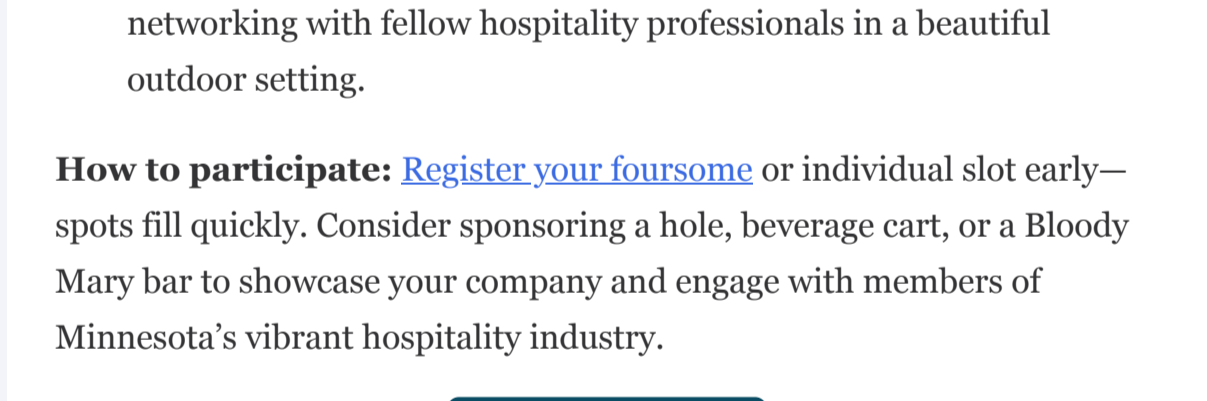 networking with fellow hospitality professionals in a beautiful
outdoor setting.
How to participate: Register your foursome or individual slot early—
spots fill quickly. Consider sponsoring a hole, beverage cart, or a Bloody
Mary bar to showcase your company and engage with members of
Minnesota’s vibrant hospitality industry.